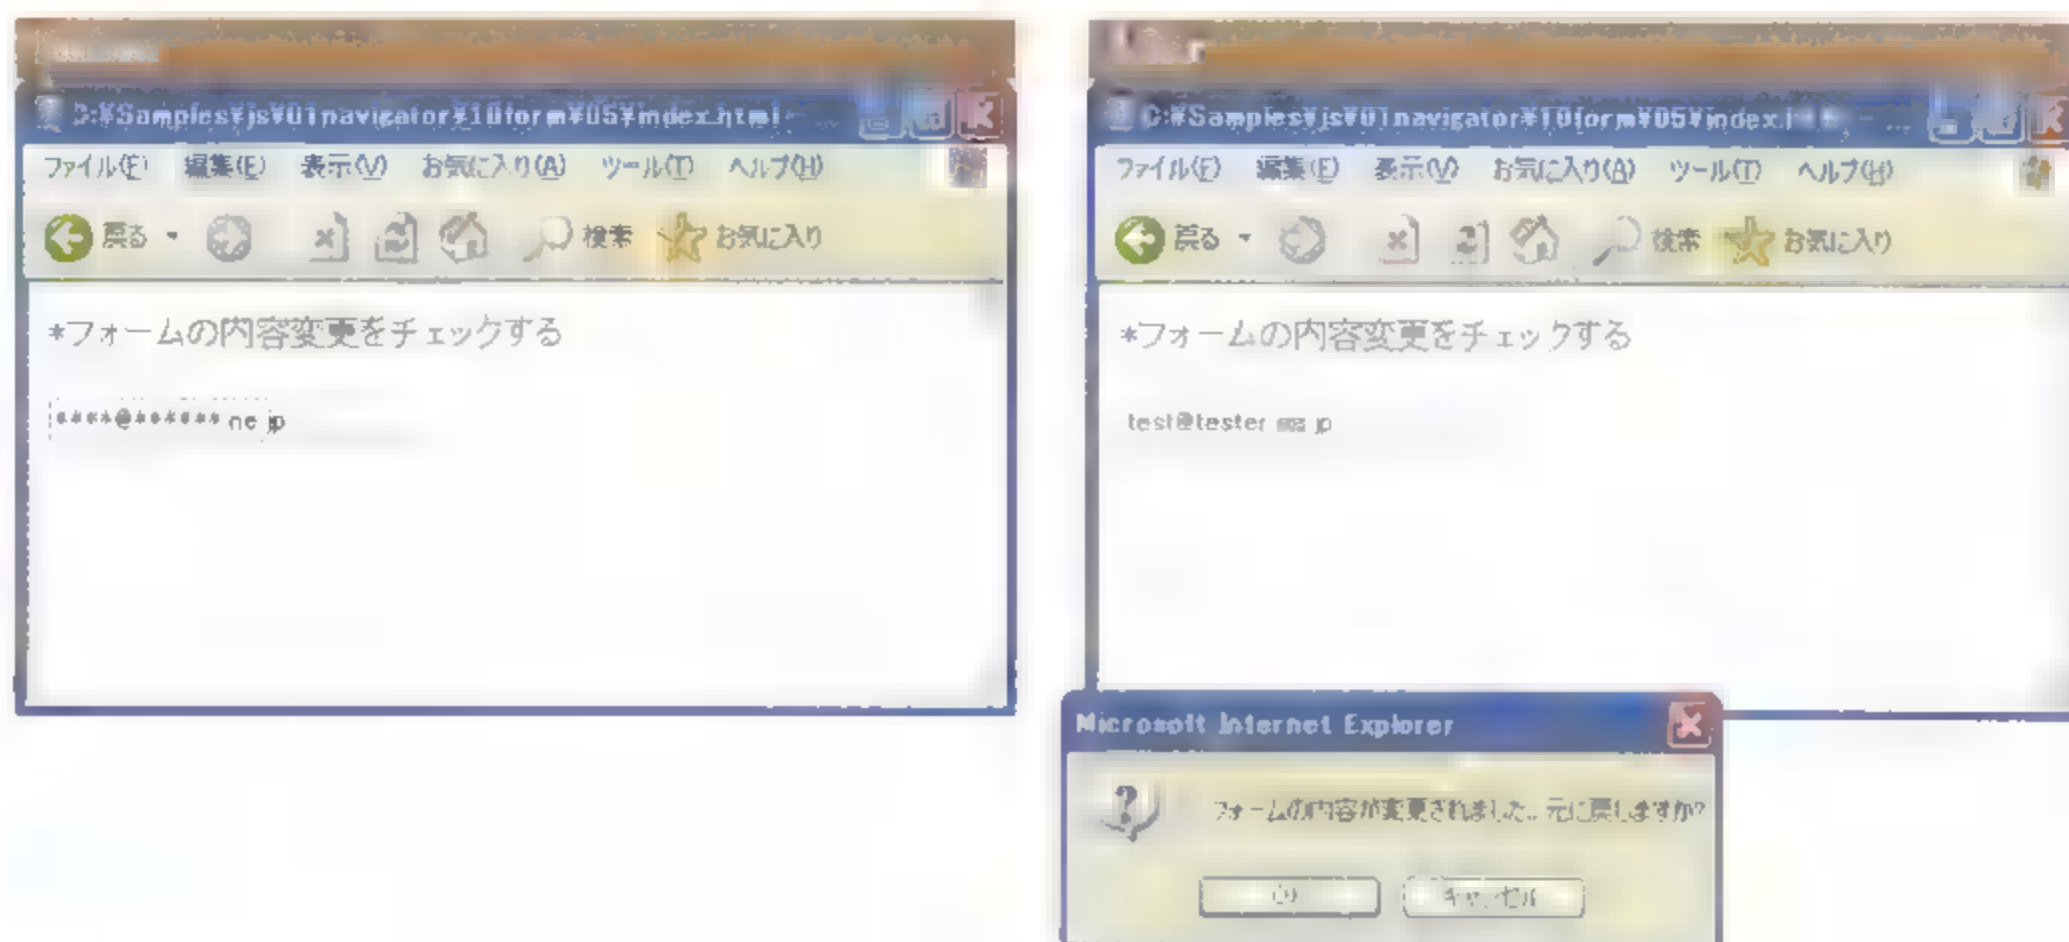 C:¥Samples¥js¥01navigator¥10form¥05¥index.html
ファイル(F) 編集(E) 表示(V) お気に入り(A) ツール(T) ヘルプ(H)
戻る 検索 お気に入り
*フォームの内容変更をチェックする
****@******.ne.jp
C:¥Samples¥js¥01navigator¥10form¥05¥index.
ファイル(F) 編集(E) 表示(V) お気に入り(A) ツール(T) ヘルプ(H)
戻る 検索 お気に入り
*フォームの内容変更をチェックする
test@tester.ne.jp
Microsoft Internet Explorer
フォームの内容が変更されました。元に戻しますか?
OK キャンセル